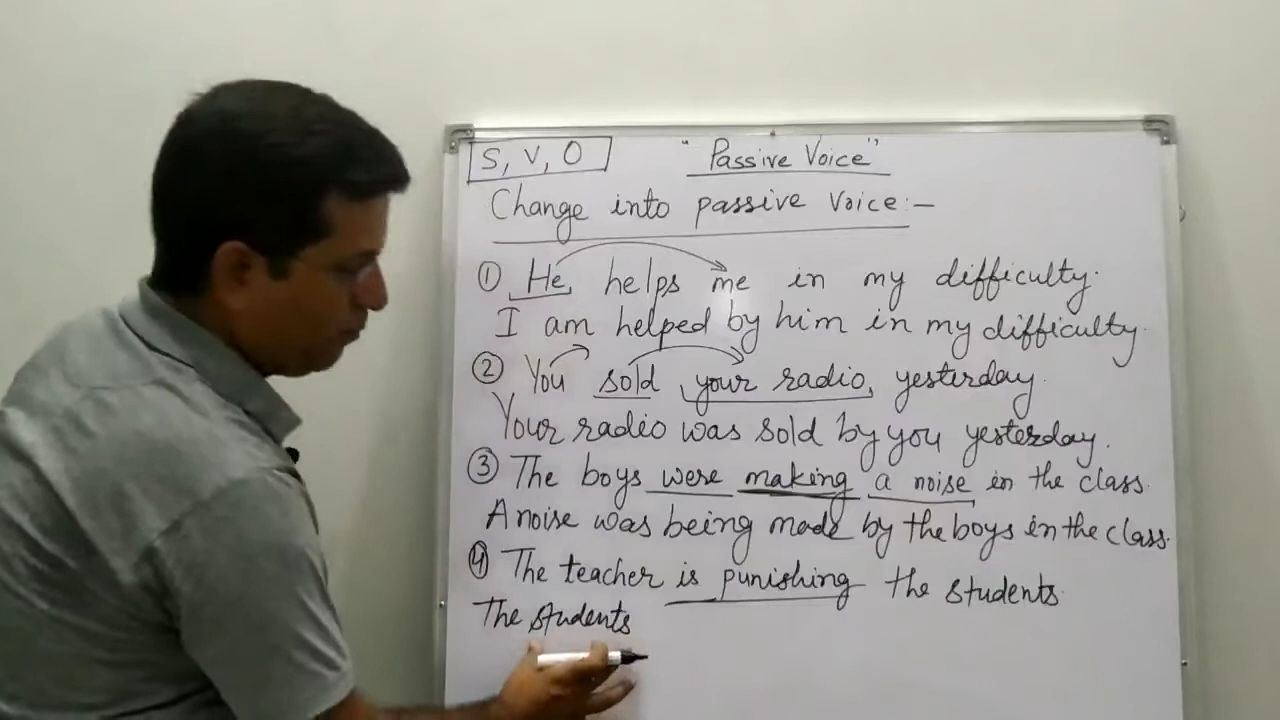 S, V, O "Passive Voice"
Change into passive Voice:-
① He helps me in my difficulty.
I am helped by him in my difficulty.
② You sold your radio, yesterday.
Your radio was sold by you yesterday.
③ The boys were making a noise in the class.
A noise was being made by the boys in the class.
④ The teacher is punishing the students.
The students